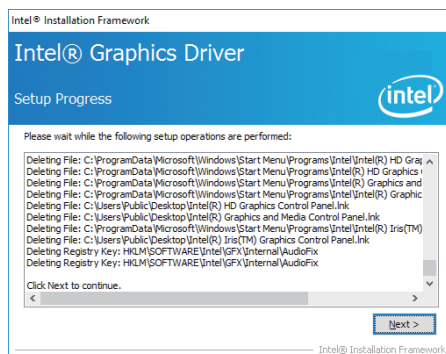 Intel® Installation Framework
Intel® Graphics Driver
Setup Progress
intel
Please wait while the following setup operations are performed:
Deleting File: C:\ProgramData\Microsoft\Windows\Start Menu\Programs\Intel\Intel(R) HD Grap
Deleting File: C:\ProgramData\Microsoft\Windows\Start Menu\Programs\Intel(R) HD Graphics
Deleting File: C:\ProgramData\Microsoft\Windows\Start Menu\Programs\Intel(R) Graphics and
Deleting File: C:\ProgramData\Microsoft\Windows\Start Menu\Programs\Intel\Intel(R) Graphic
Deleting File: C:\Users\Public\Desktop\Intel(R) HD Graphics Control Panel.lnk
Deleting File: C:\Users\Public\Desktop\Intel(R) Graphics and Media Control Panel.lnk
Deleting File: C:\ProgramData\Microsoft\Windows\Start Menu\Programs\Intel\Intel(R) Iris(TM)
Deleting File: C:\Users\Public\Desktop\Intel(R) Iris(TM) Graphics Control Panel.lnk
Deleting Registry Key: HKLM\SOFTWARE\Intel\GFX\Internal\AudioFix
Deleting Registry Key: HKLM\SOFTWARE\Intel\GFX\Internal\AudioFix
Click Next to continue.
Next >
Intel® Installation Framework